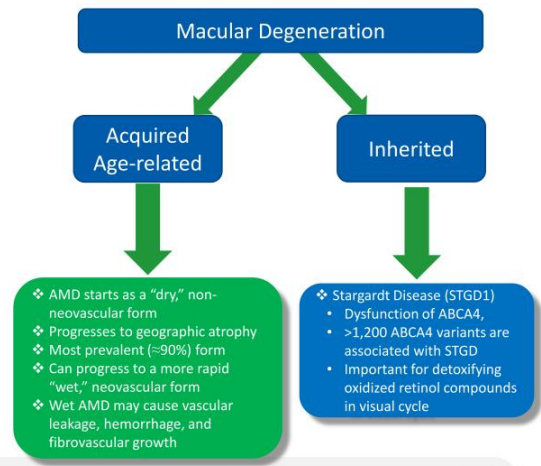 Macular Degeneration
Acquired
Age-related
Inherited
❖ AMD starts as a “dry,” non-
neovascular form
❖ Progresses to geographic atrophy
❖ Most prevalent (≈90%) form
❖ Can progress to a more rapid
“wet,” neovascular form
❖ Wet AMD may cause vascular
leakage, hemorrhage, and
fibrovascular growth
❖ Stargardt Disease (STGD1)
• Dysfunction of ABCA4,
• >1,200 ABCA4 variants are
associated with STGD
• Important for detoxifying
oxidized retinol compounds
in visual cycle